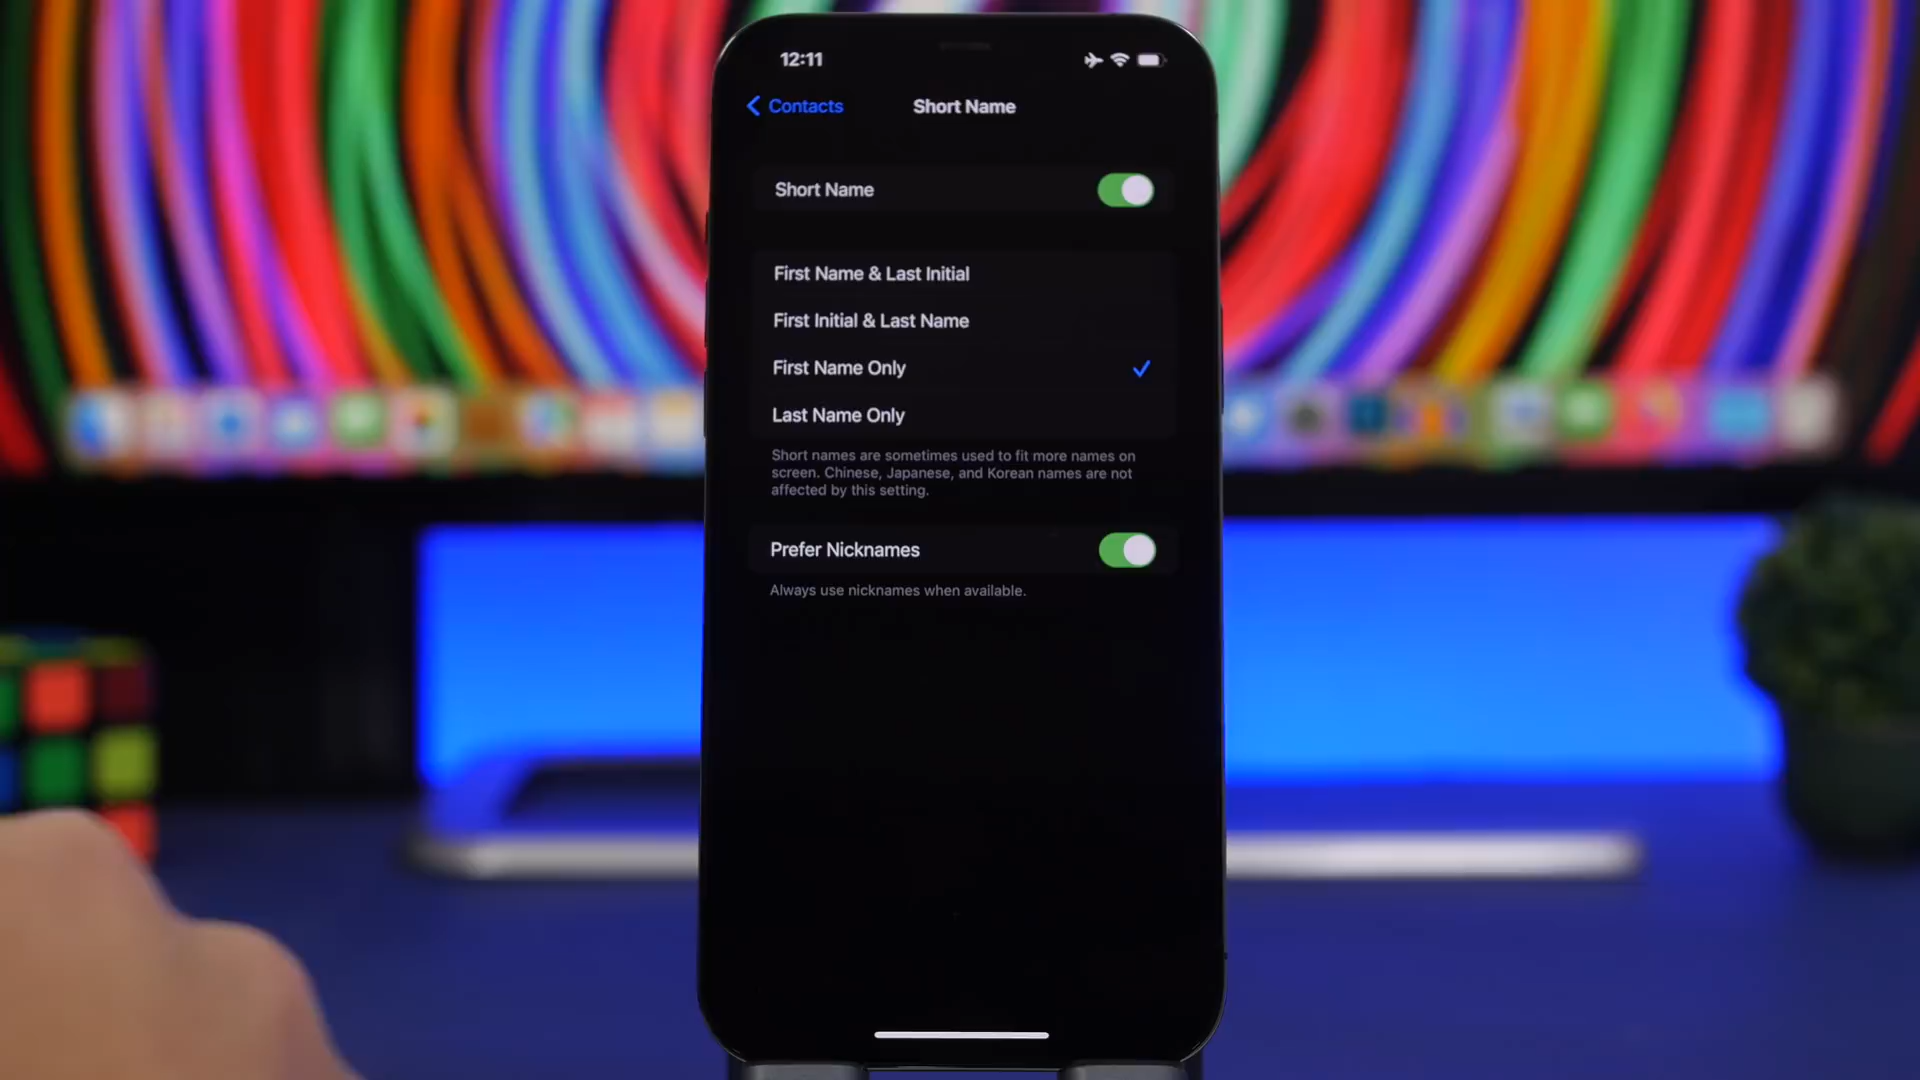 12:11
Contacts
Short Name
Short Name
First Name & Last Initial
First Initial & Last Name
First Name Only
Last Name Only
Short names are sometimes used to fit more names on
screen. Chinese, Japanese, and Korean names are not
affected by this setting.
Prefer Nicknames
Always use nicknames when available.